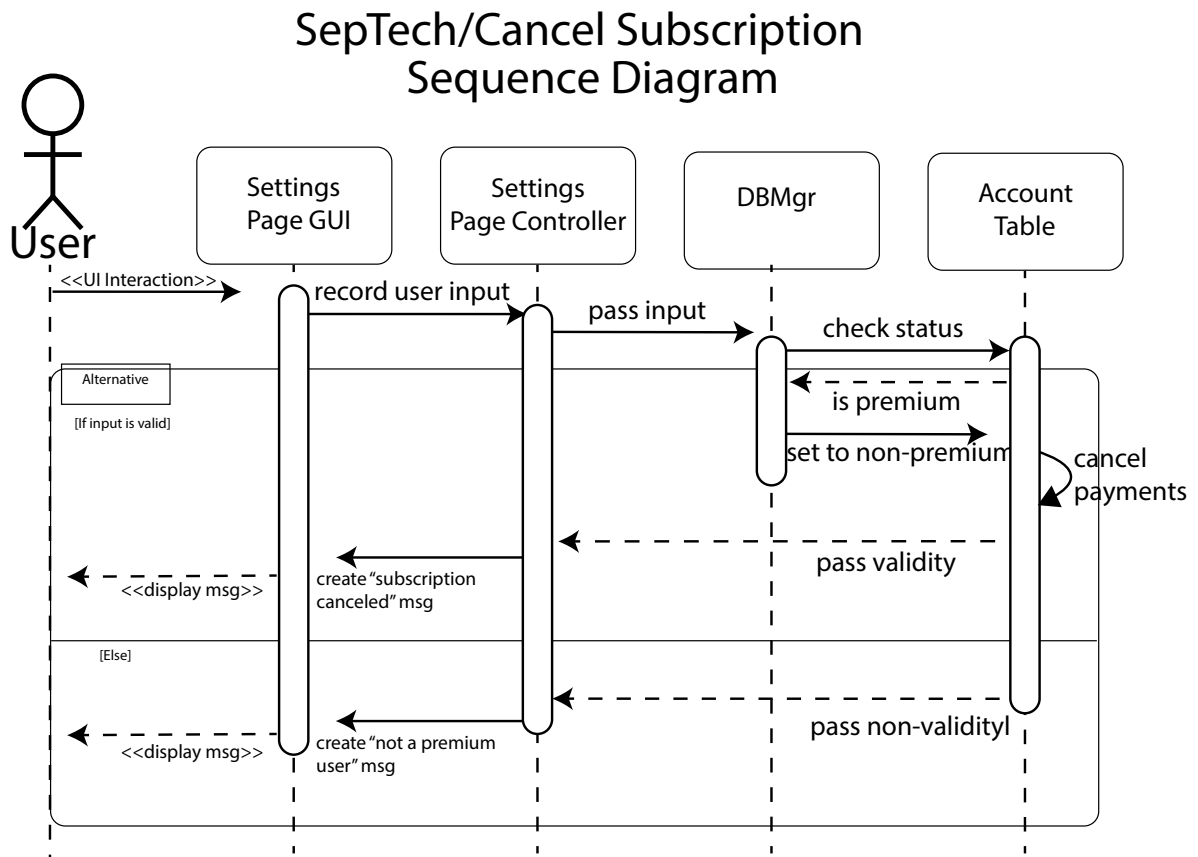 SepTech/Cancel Subscription
Sequence Diagram
User
Settings
Page GUI
Settings
Page Controller
DBMgr
Account
Table
<<UI Interaction>>
record user input
pass input
check status
Alternative
is premium
[If input is valid]
set to non-premium
cancel
payments
pass validity
create “subscription
canceled” msg
<<display msg>>
[Else]
pass non-validityl
create “not a premium
user” msg
<<display msg>>